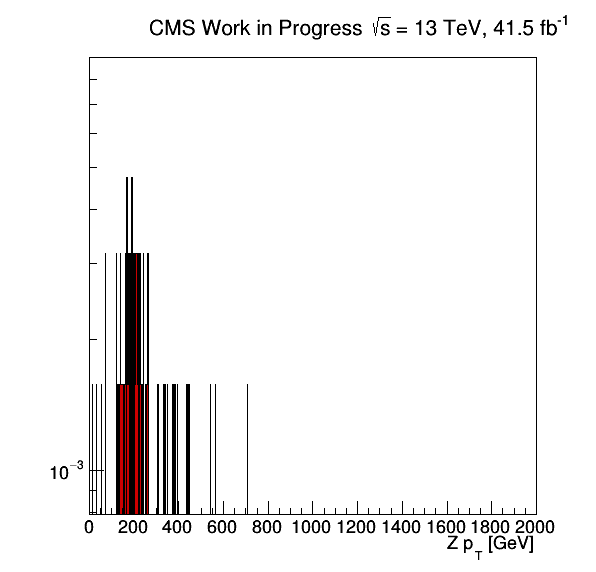 CMS Work in Progress √s = 13 TeV, 41.5 fb⁻¹
10⁻³
0 200 400 600 800 1000 1200 1400 1600 1800 2000
Z p_T [GeV]